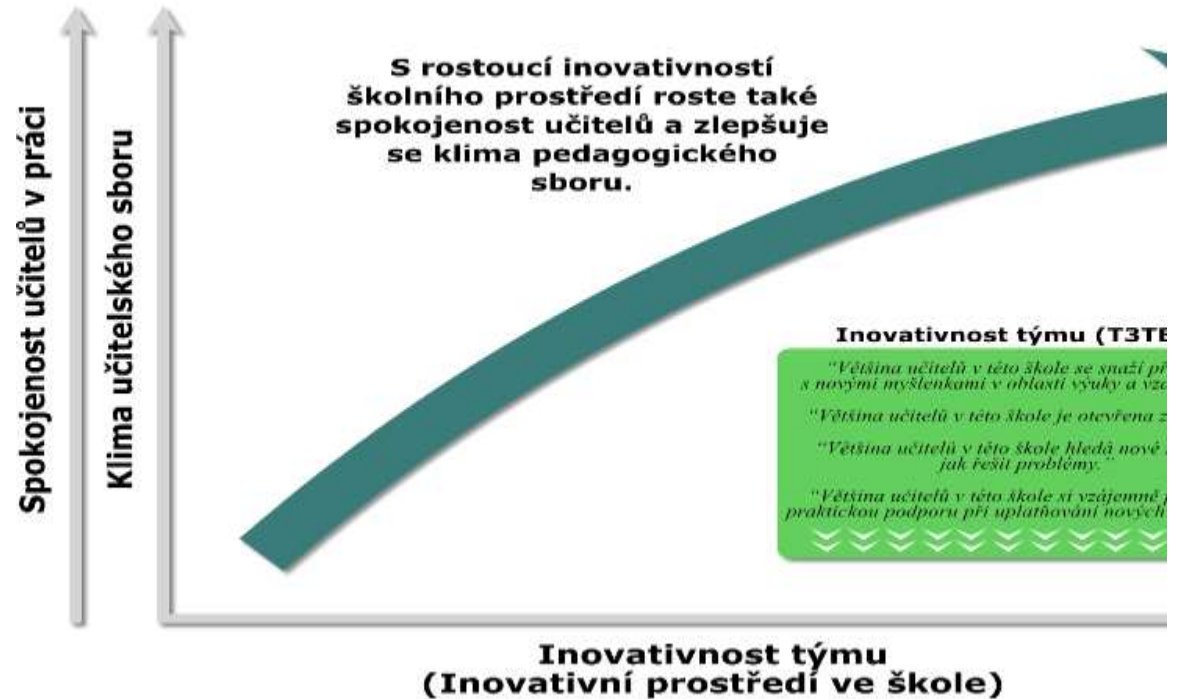 Spokojenost učitelů v práci
Klima učitelského sboru
S rostoucí inovativností
školního prostředí roste také
spokojenost učitelů a zlepšuje
se klima pedagogického
sboru.
Inovativnost týmu (T3TE
"Většina učitelů v této škole se snaží př
s novými myšlenkami v oblasti výuky a vzd
"Většina učitelů v této škole je otevřena z
"Většina učitelů v této škole hledá nové
jak řešit problémy."
"Většina učitelů v této škole si vzájemně p
praktickou podporu při uplatňování nových
Inovativnost týmu
(Inovativní prostředí ve škole)